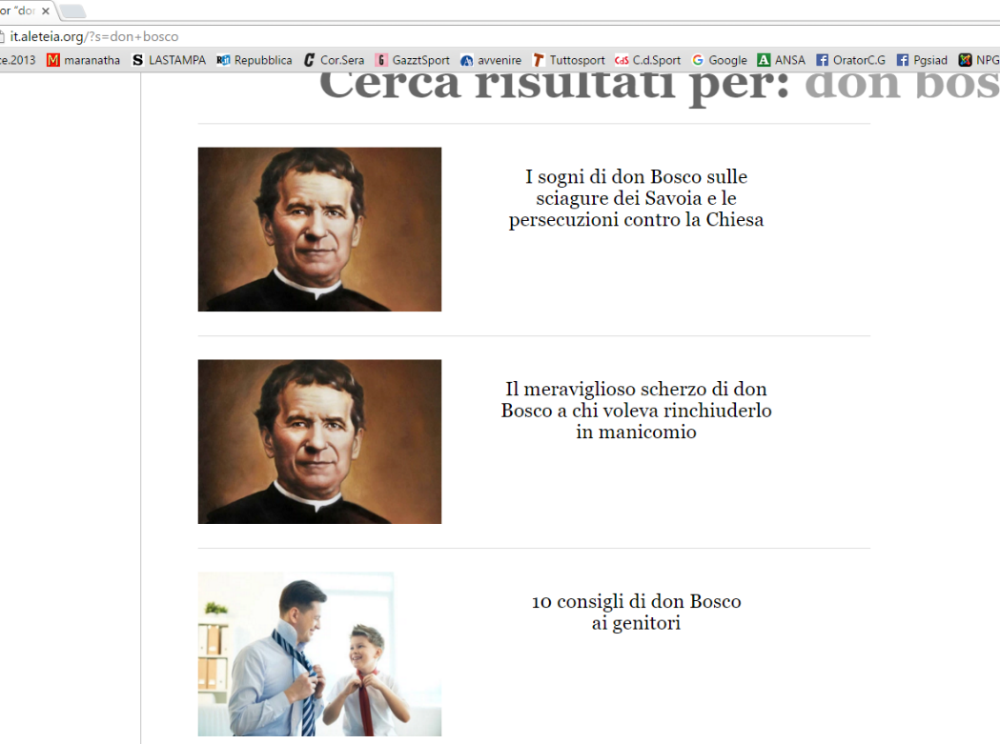 or "do
it.aleteia.org/?s=don+bosco
ce.2013 maranatha LASTAMPA Repubblica Cor.Sera GazztSport avvenire Tuttosport C.d.Sport Google ANSA OratorC.G Pgsiad NPG
Cerca risultati per: don bos
I sogni di don Bosco sulle
sciagure dei Savoia e le
persecuzioni contro la Chiesa
Il meraviglioso scherzo di don
Bosco a chi voleva rinchiuderlo
in manicomio
10 consigli di don Bosco
ai genitori